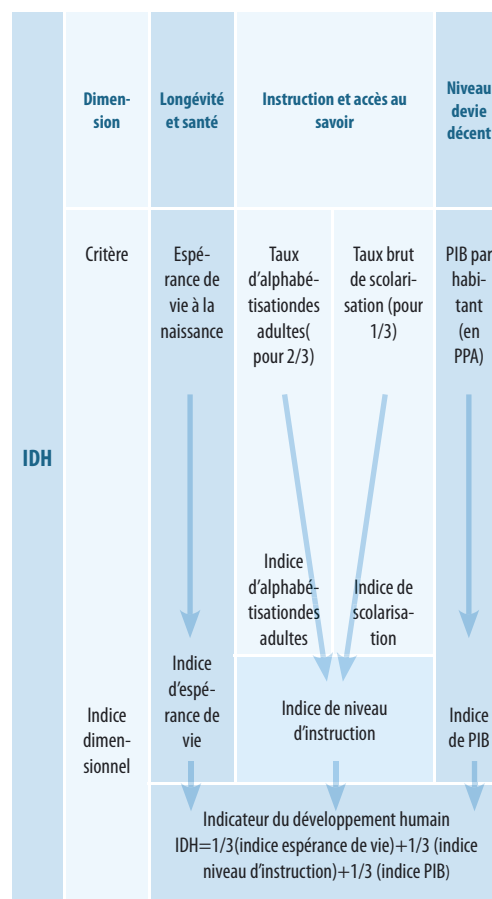 IDH
Dimen-
sion
Longévité
et santé
Instruction et accès au
savoir
Niveau
devie
décent
Critère
Espé-
rance de
vie à la
naissance
Taux
d'alphabé-
tisationdes
adultes(
pour 2/3)
Taux brut
de scolari-
sation (pour
1/3)
PIB par
habi-
tant
(en
PPA)
Indice
d'alphabé-
tisationdes
adultes
Indice de
scolarisa-
tion
Indice
dimen-
sionnel
Indice
d'espé-
rance de
vie
Indice de niveau
d'instruction
Indice
de PIB
Indicateur du développement humain
IDH=1/3(indice espérance de vie)+1/3 (indice
niveau d'instruction)+1/3 (indice PIB)